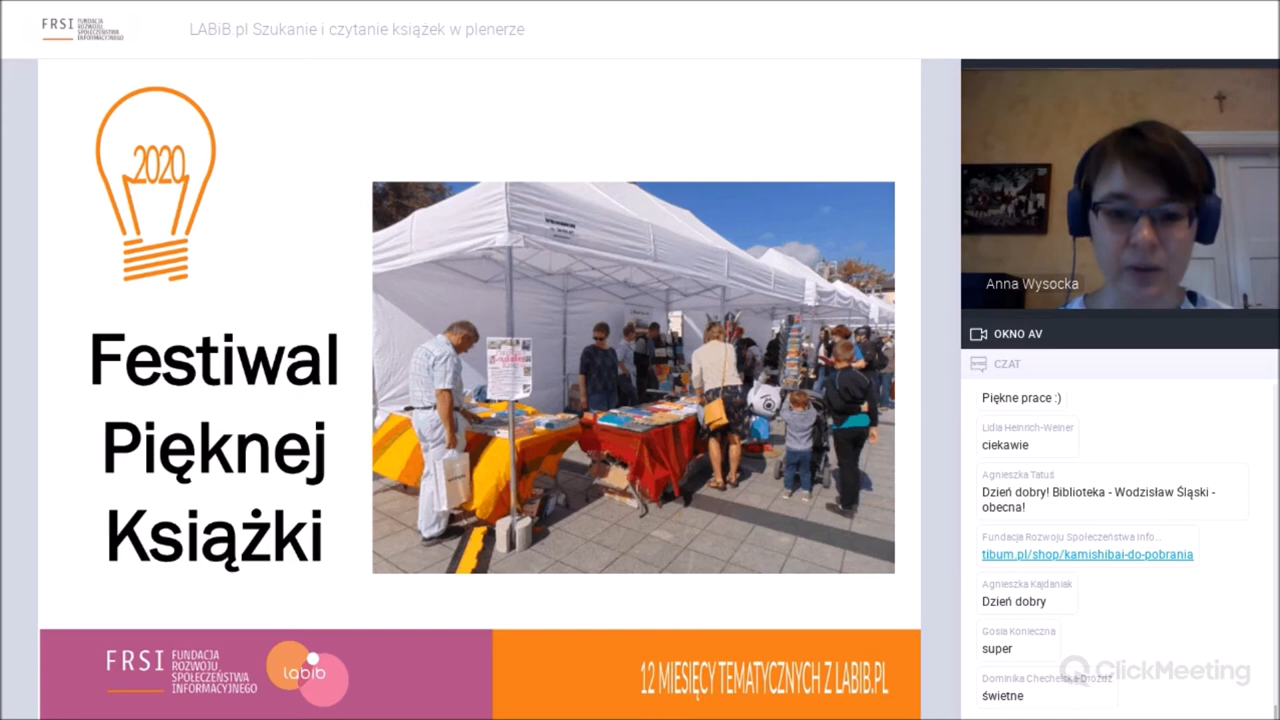 FRSI FUNDACJA
ROZWOJU
SPOŁECZEŃSTWA
INFORMACYJNEGO
LABiB.pl Szukanie i czytanie książek w plenerze
2020
Festiwal
Pięknej
Książki
FRSI FUNDACJA
ROZWOJU
SPOŁECZEŃSTWA
INFORMACYJNEGO
labib
12 MIESIĘCY TEMATYCZNYCH Z LABIB.PL
Anna Wysocka
OKNO AV
CZAT
Piękne prace :)
Lidia Heinrich-Weiner
ciekawie
Agnieszka Tatuś
Dzień dobry! Biblioteka - Wodzisław Śląski -
obecna!
Fundacja Rozwoju Społeczeństwa Info...
tibum.pl/shop/kamishibai-do-pobrania
Agnieszka Kajdaniak
Dzień dobry
Gosia Konieczna
super
Dominika Chechelska-Dróżdż
świetne
ClickMeeting